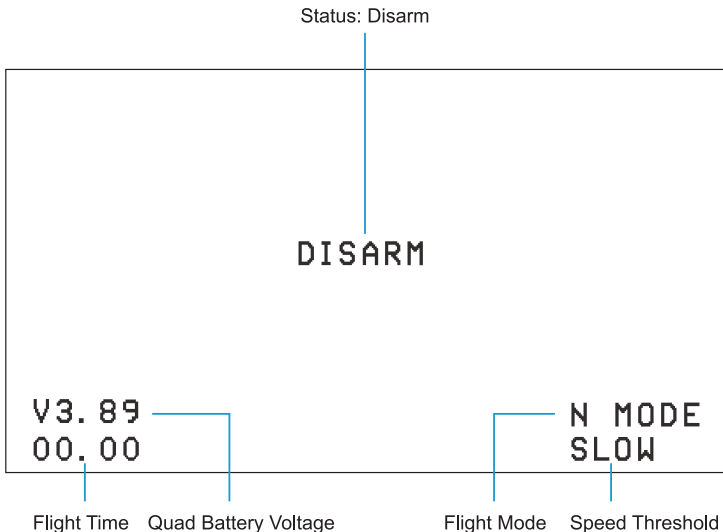 Status: Disarm
DISARM
V3.89
00.00
N MODE
SLOW
Flight Time
Quad Battery Voltage
Flight Mode
Speed Threshold